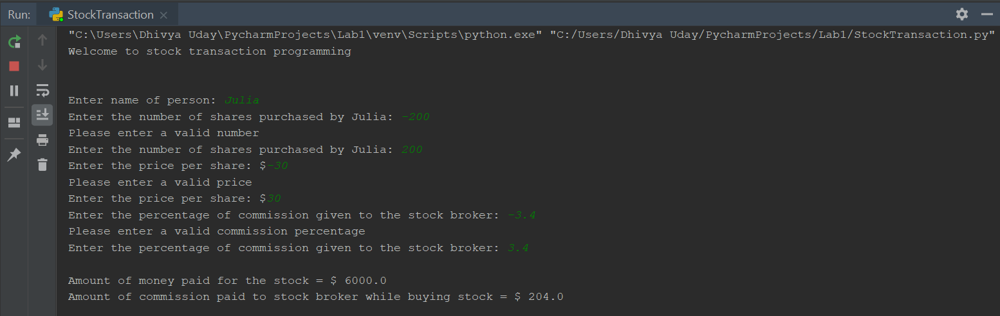 Run: StockTransaction
"C:\Users\Dhivya Uday\PycharmProjects\Lab1\venv\Scripts\python.exe" "C:/Users/Dhivya Uday/PycharmProjects/Lab1/StockTransaction.py"
Welcome to stock transaction programming
Enter name of person: Julia
Enter the number of shares purchased by Julia: -200
Please enter a valid number
Enter the number of shares purchased by Julia: 200
Enter the price per share: $-30
Please enter a valid price
Enter the price per share: $30
Enter the percentage of commission given to the stock broker: -3.4
Please enter a valid commission percentage
Enter the percentage of commission given to the stock broker: 3.4
Amount of money paid for the stock = $ 6000.0
Amount of commission paid to stock broker while buying stock = $ 204.0